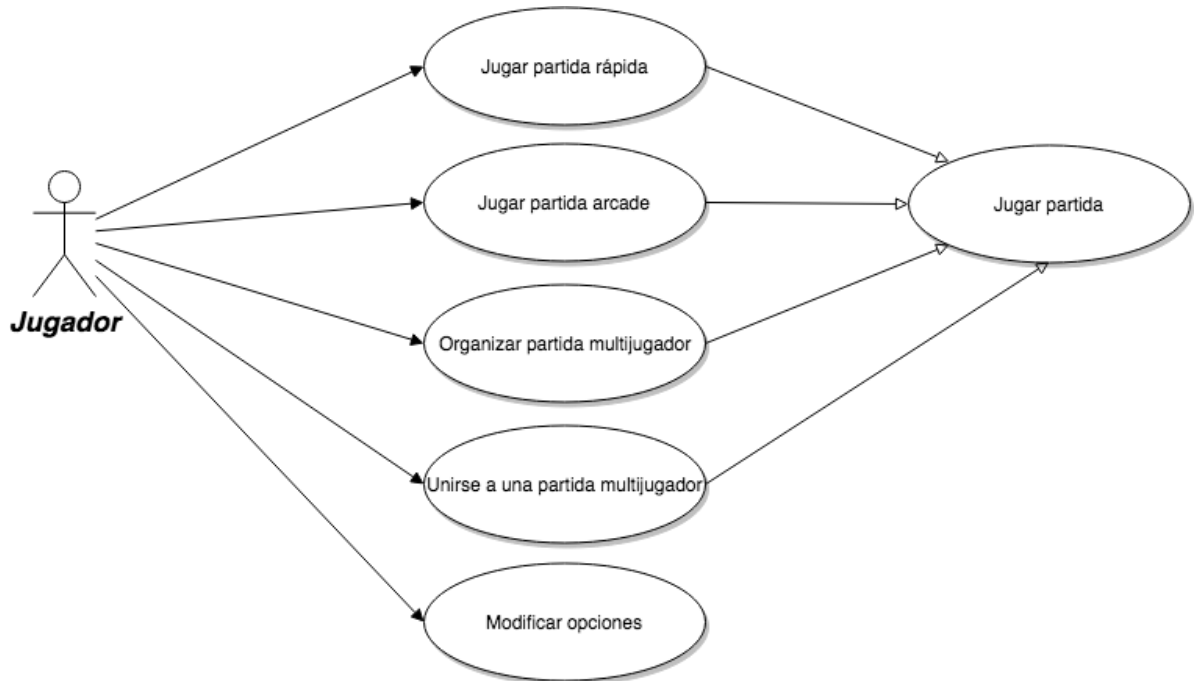 Jugar partida rápida
Jugar partida arcade
Jugar partida
Jugador
Organizar partida multijugador
Unirse a una partida multijugador
Modificar opciones